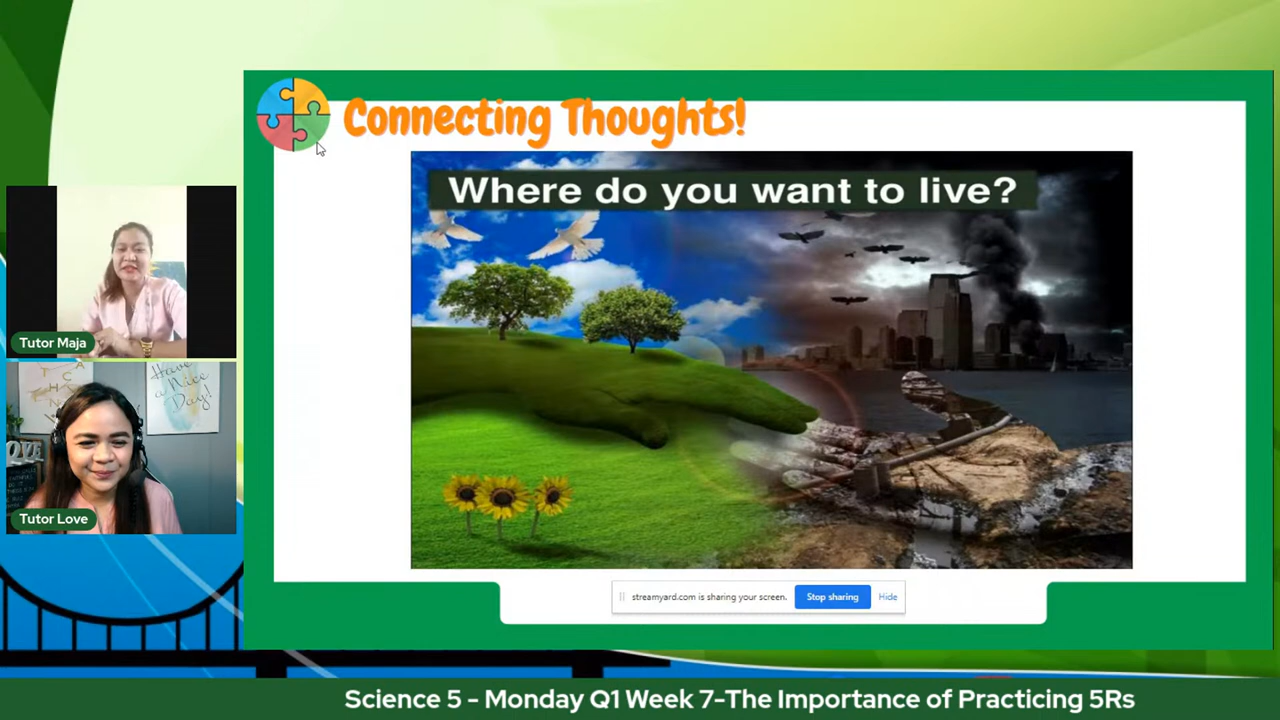 Connecting Thoughts!
Where do you want to live?
Tutor Maja
Have
a Nice
Day!
Tutor Love
streamyard.com is sharing your screen.
Stop sharing
Hide
Science 5 - Monday Q1 Week 7-The Importance of Practicing 5Rs